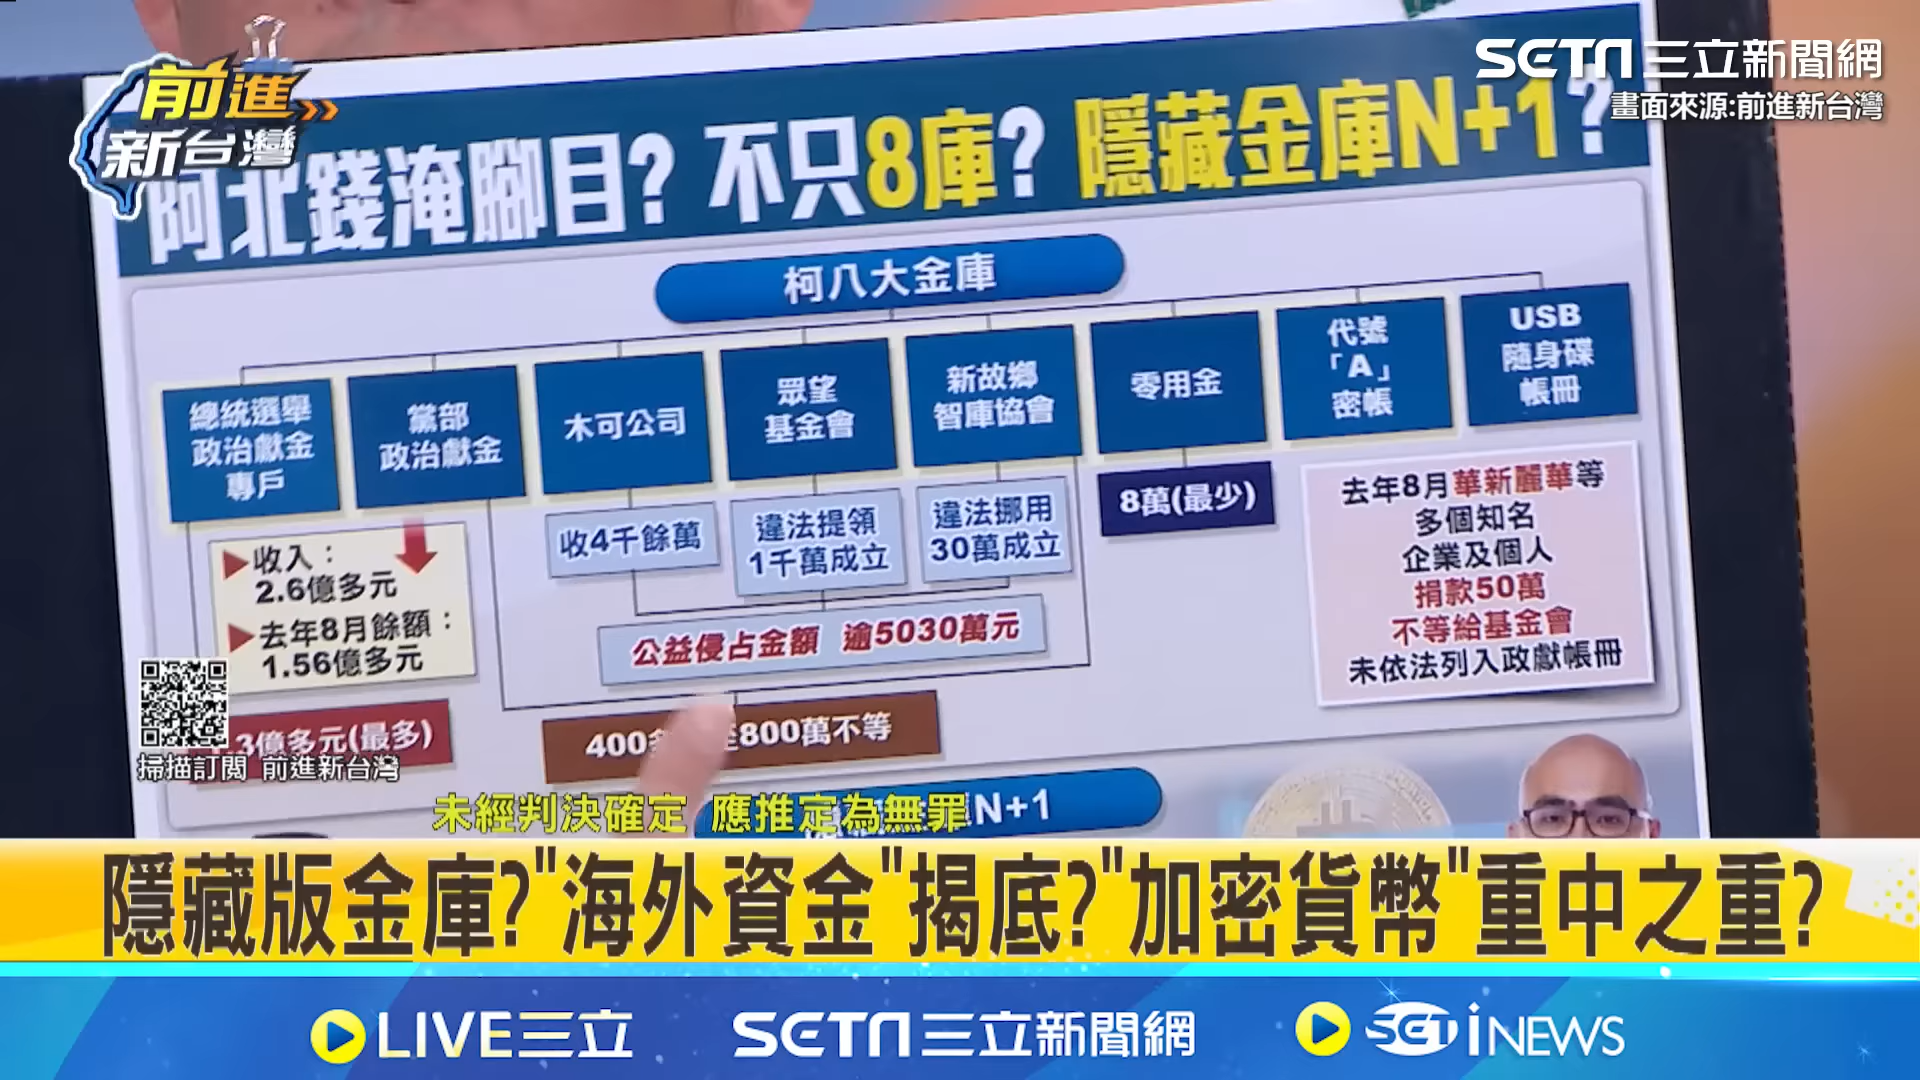 前進
新台灣
SETN三立新聞網
畫面來源:前進新台灣
阿北錢淹腳目? 不只8庫? 隱藏金庫N+1?
柯八大金庫
總統選舉
政治獻金
專戶
黨部
政治獻金
木可公司
眾望
基金會
新故鄉
智庫協會
零用金
代號
「A」
密帳
USB
隨身碟
帳冊
收入:
2.6億多元
去年8月餘額:
1.56億多元
收4千餘萬
違法提領
1千萬成立
違法挪用
30萬成立
8萬(最少)
去年8月華新麗華等
多個知名
企業及個人
捐款50萬
不等給基金會
未依法列入政獻帳冊
公益侵占金額 逾5030萬元
3億多元(最多)
400 至800萬不等
掃描訂閱 前進新台灣
N+1
未經判決確定 應推定為無罪
隱藏版金庫?"海外資金"揭底?"加密貨幣"重中之重?
LIVE三立
SETN三立新聞網
SETiNEWS